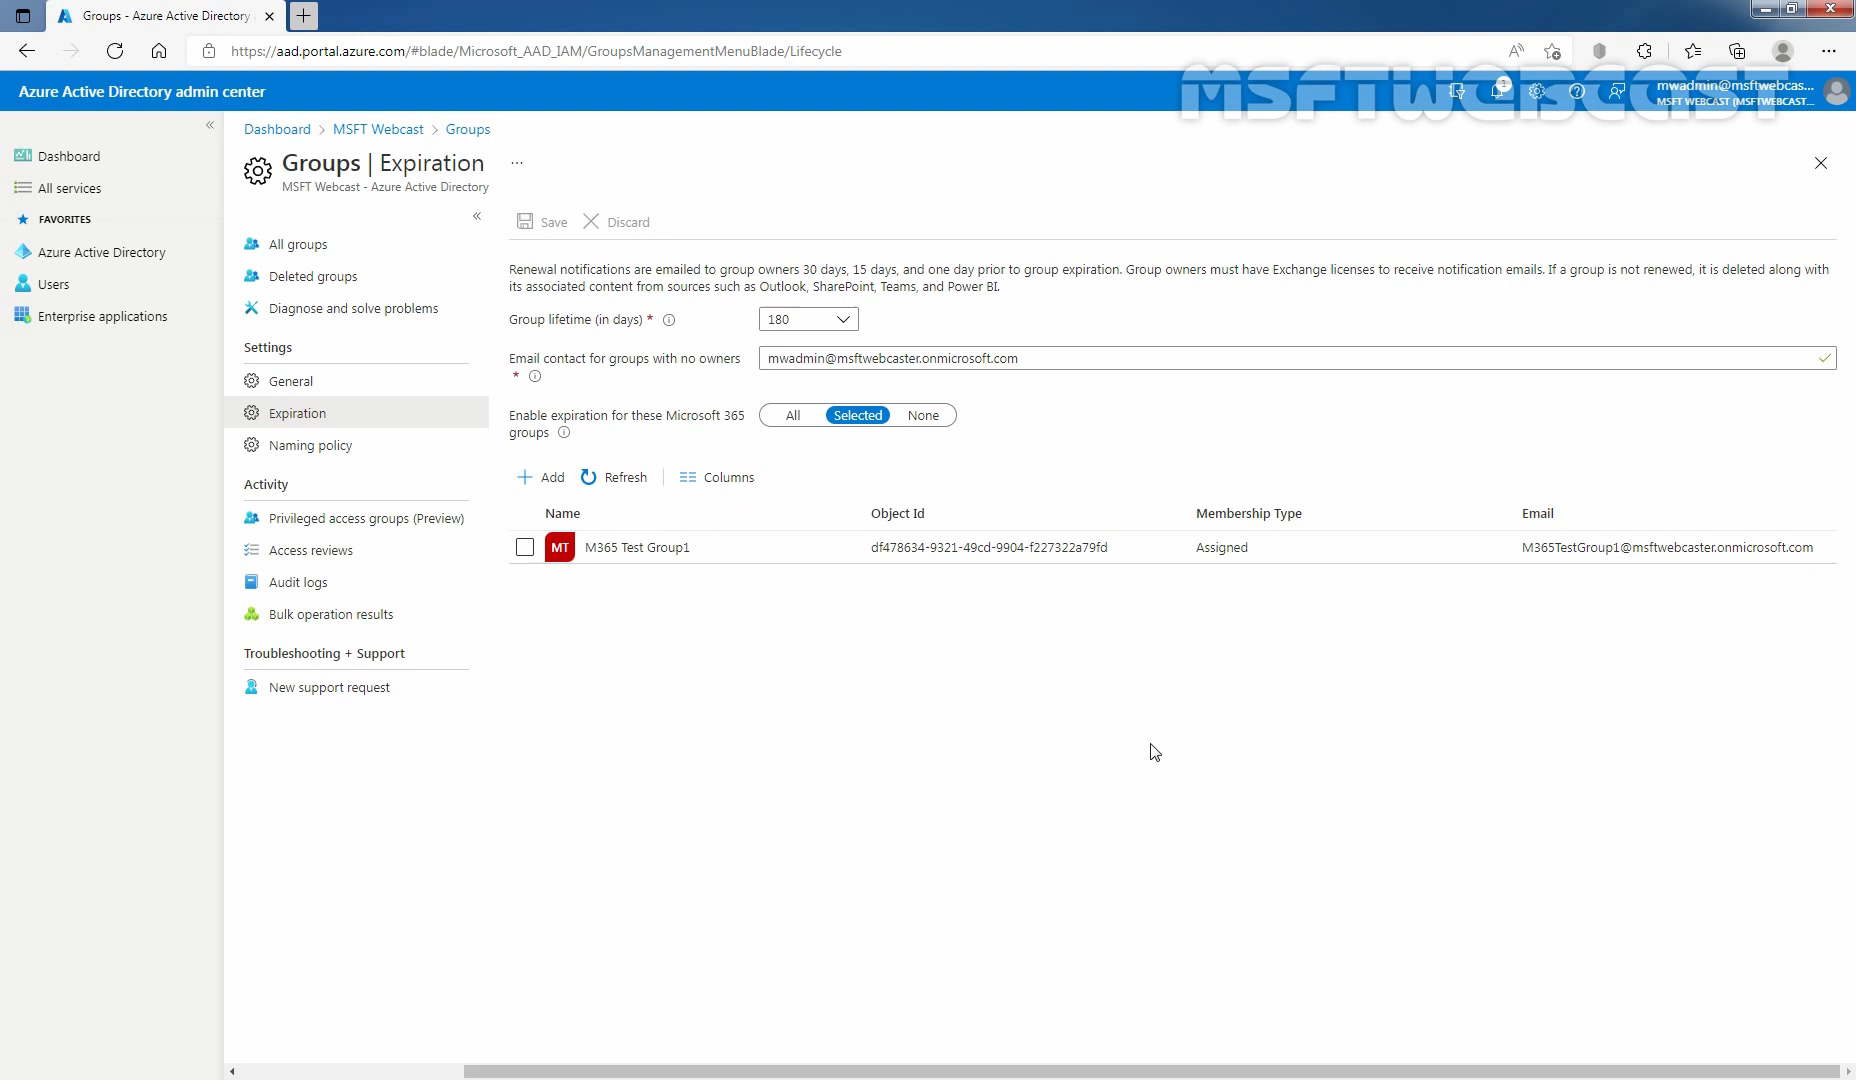 Groups - Azure Active Directory
https://aad.portal.azure.com/#blade/Microsoft_AAD_IAM/GroupsManagementMenuBlade/Lifecycle
MSFTWEBCAST
Azure Active Directory admin center
1
mwadmin@msftwebcas...
MSFT WEBCAST (MSFTWEBCAST...
Dashboard
All services
FAVORITES
Azure Active Directory
Users
Enterprise applications
Dashboard > MSFT Webcast > Groups
Groups | Expiration ...
MSFT Webcast - Azure Active Directory
All groups
Deleted groups
Diagnose and solve problems
Settings
General
Expiration
Naming policy
Activity
Privileged access groups (Preview)
Access reviews
Audit logs
Bulk operation results
Troubleshooting + Support
New support request
Save Discard
Renewal notifications are emailed to group owners 30 days, 15 days, and one day prior to group expiration. Group owners must have Exchange licenses to receive notification emails. If a group is not renewed, it is deleted along with
its associated content from sources such as Outlook, SharePoint, Teams, and Power BI.
Group lifetime (in days) * 180
Email contact for groups with no owners mwadmin@msftwebcaster.onmicrosoft.com
*
Enable expiration for these Microsoft 365 All Selected None
groups
Add Refresh Columns
Name Object Id Membership Type Email
MT M365 Test Group1 df478634-9321-49cd-9904-f227322a79fd Assigned M365TestGroup1@msftwebcaster.onmicrosoft.com